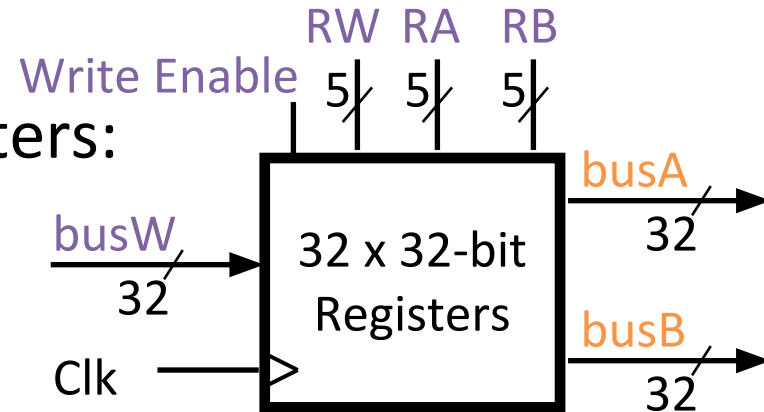 RW RA RB
Write Enable
5 5 5
ters:
busA
busW
32
32 x 32-bit
32
Registers
busB
Clk
32